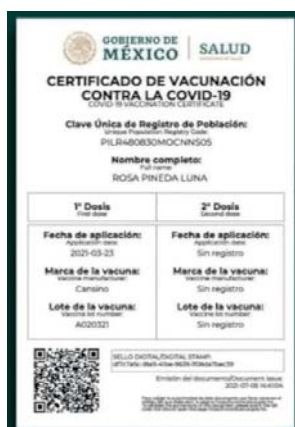 GOBIERNO DE MÉXICO
SALUD
CERTIFICADO DE VACUNACIÓN
CONTRA LA COVID-19
COVID-19 VACCINATION CERTIFICATE
Clave Única de Registro de Población:
Unique Population Registry Code:
PILR480830MOCNNS05
Nombre completo:
Full name:
ROSA PINEDA LUNA
1ª Dosis 2ª Dosis
First dose Second dose
Fecha de aplicación: Fecha de aplicación:
Application date: Application date:
2021-03-23 Sin registro
Marca de la vacuna: Marca de la vacuna:
Vaccine manufacturer: Vaccine manufacturer:
Cansino Sin registro
Lote de la vacuna: Lote de la vacuna:
Vaccine lot number: Vaccine lot number:
A020321 Sin registro
SELLO DIGITAL/DIGITAL STAMP:
Emisión del documento/Document issue: